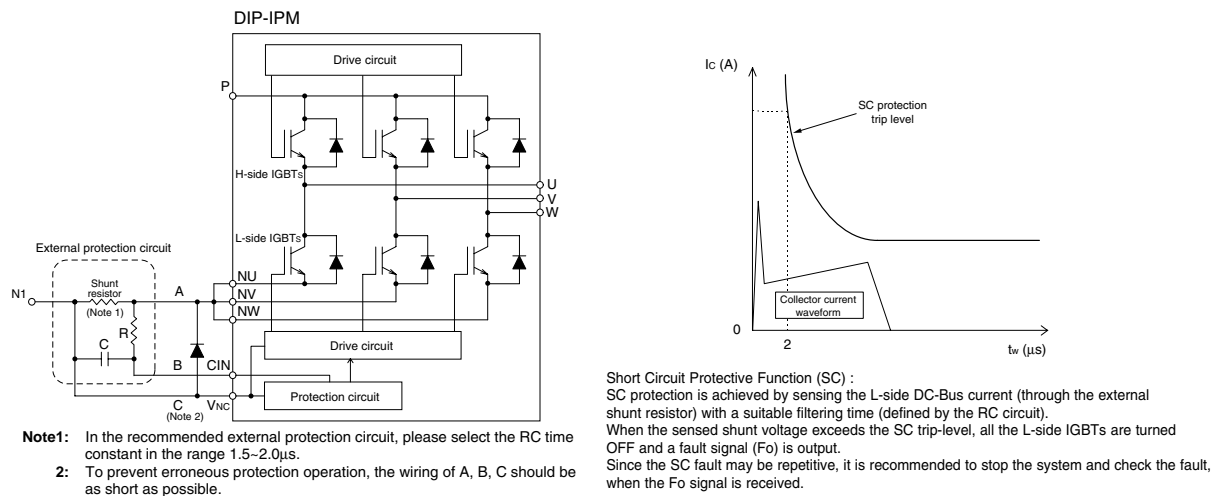 DIP-IPM
Drive circuit
P
H-side IGBTs
U
V
W
L-side IGBTs
External protection circuit
NU
Shunt
resistor
A
N1
NV
(Note 1)
NW
R
Drive circuit
C
B
CIN
Protection circuit
C
VNC
(Note 2)
Note1: In the recommended external protection circuit, please select the RC time
constant in the range 1.5~2.0μs.
2: To prevent erroneous protection operation, the wiring of A, B, C should be
as short as possible.
IC (A)
SC protection
trip level
Collector current
waveform
0
2
tw (μs)
Short Circuit Protective Function (SC) :
SC protection is achieved by sensing the L-side DC-Bus current (through the external
shunt resistor) with a suitable filtering time (defined by the RC circuit).
When the sensed shunt voltage exceeds the SC trip-level, all the L-side IGBTs are turned
OFF and a fault signal (Fo) is output.
Since the SC fault may be repetitive, it is recommended to stop the system and check the fault,
when the Fo signal is received.